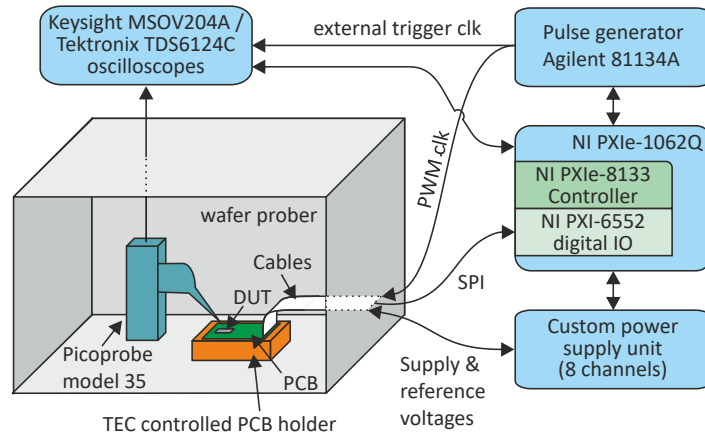 Keysight MSOV204A /
Tektronix TDS6124C
oscilloscopes
external trigger clk
Pulse generator
Agilent 81134A
PWM clk
NI PXIe-1062Q
NI PXIe-8133
Controller
NI PXI-6552
digital IO
wafer prober
Cables
DUT
SPI
Picoprobe
model 35
PCB
TEC controlled PCB holder
Supply &
reference
voltages
Custom power
supply unit
(8 channels)